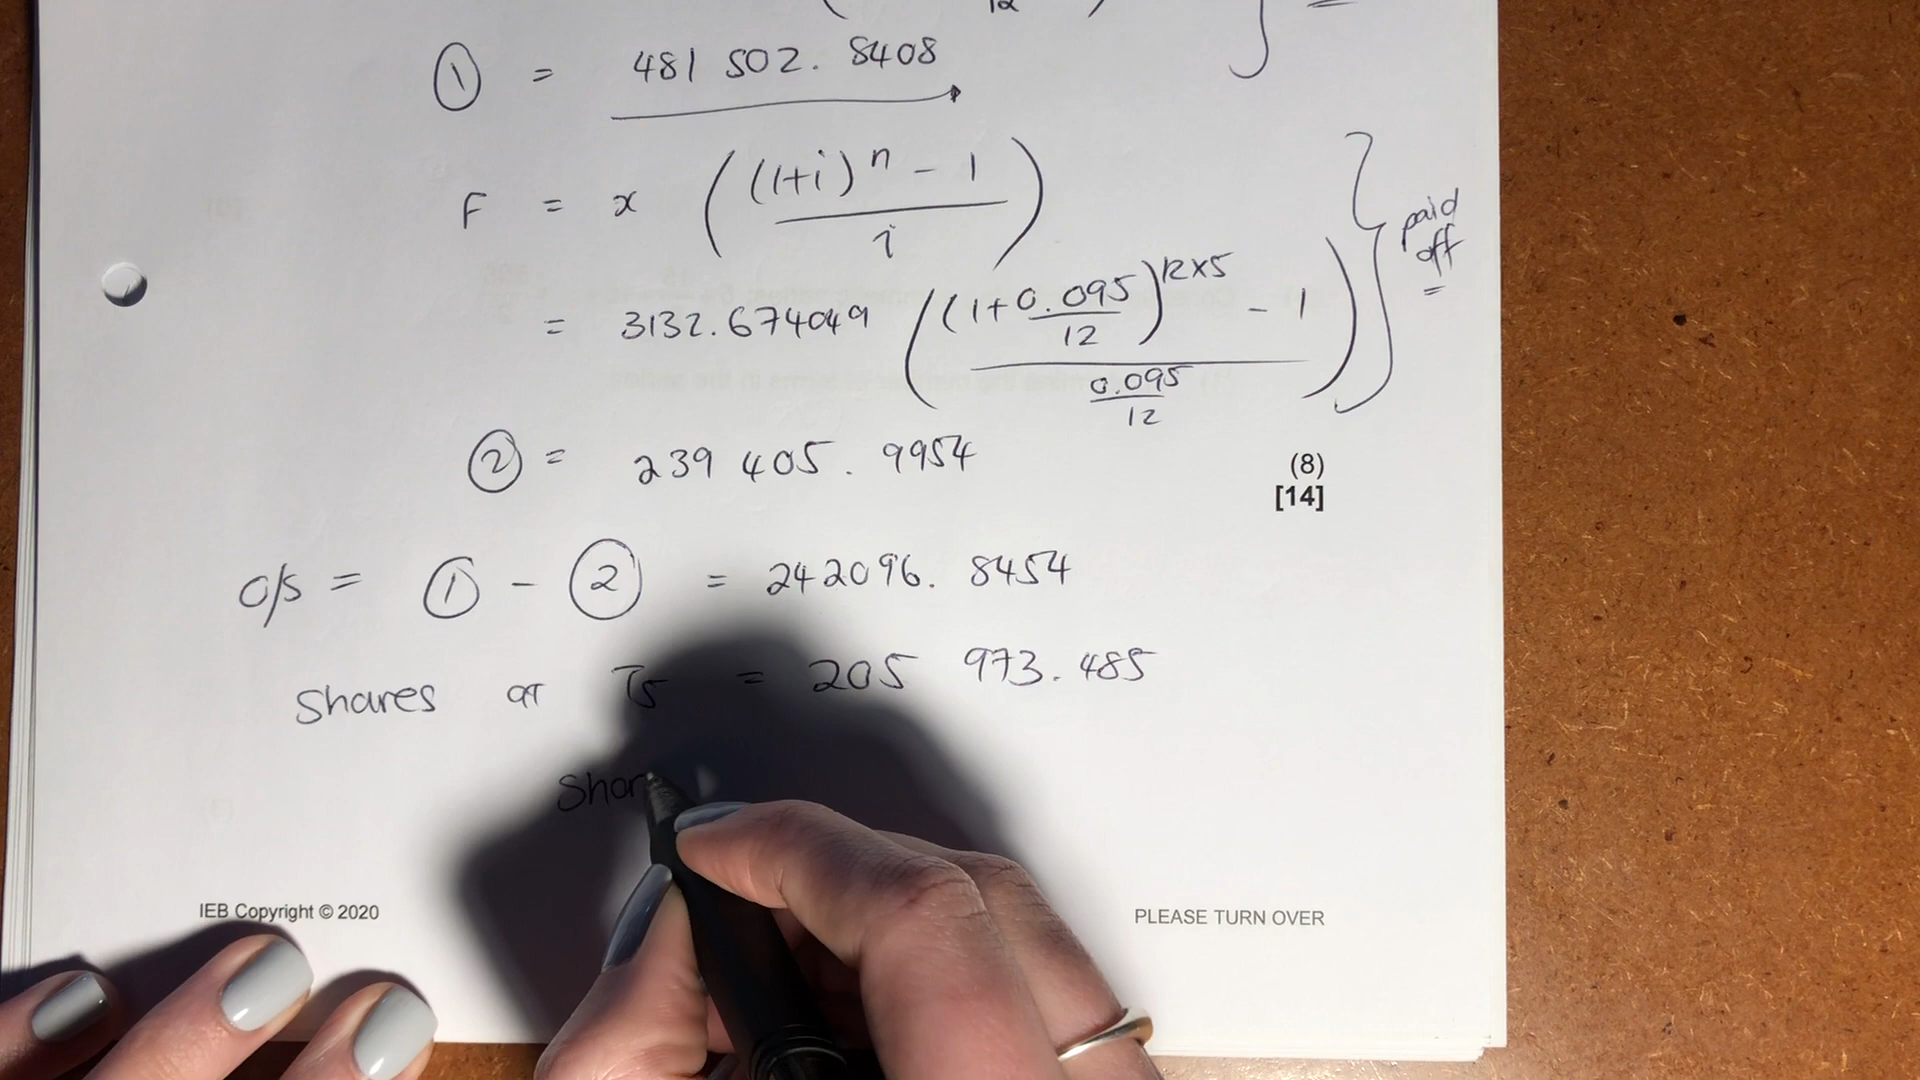 12
① = 481 502. 8408
F = x ( ((1+i)^n - 1) / i )
paid off =
= 3132.674049 ( ((1+0.095/12)^12x5 - 1) / (0.095/12) )
② = 239 405. 9954
(8)
[14]
O/S = ① - ② = 242096. 8454
Shares at T5 = 205 973.485
Shar
IEB Copyright © 2020
PLEASE TURN OVER